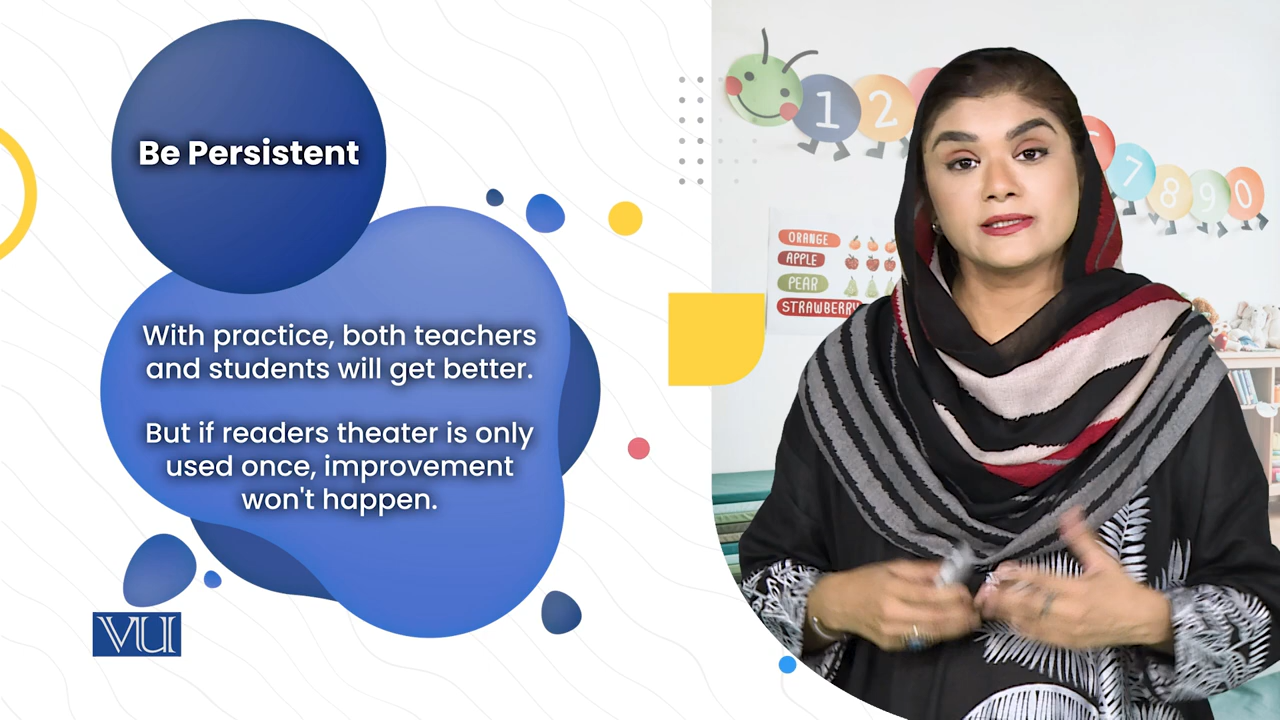 Be Persistent
With practice, both teachers
and students will get better.
But if readers theater is only
used once, improvement
won't happen.
VU
1 2
6 7 8 9 0
ORANGE
APPLE
PEAR
STRAWBERRY